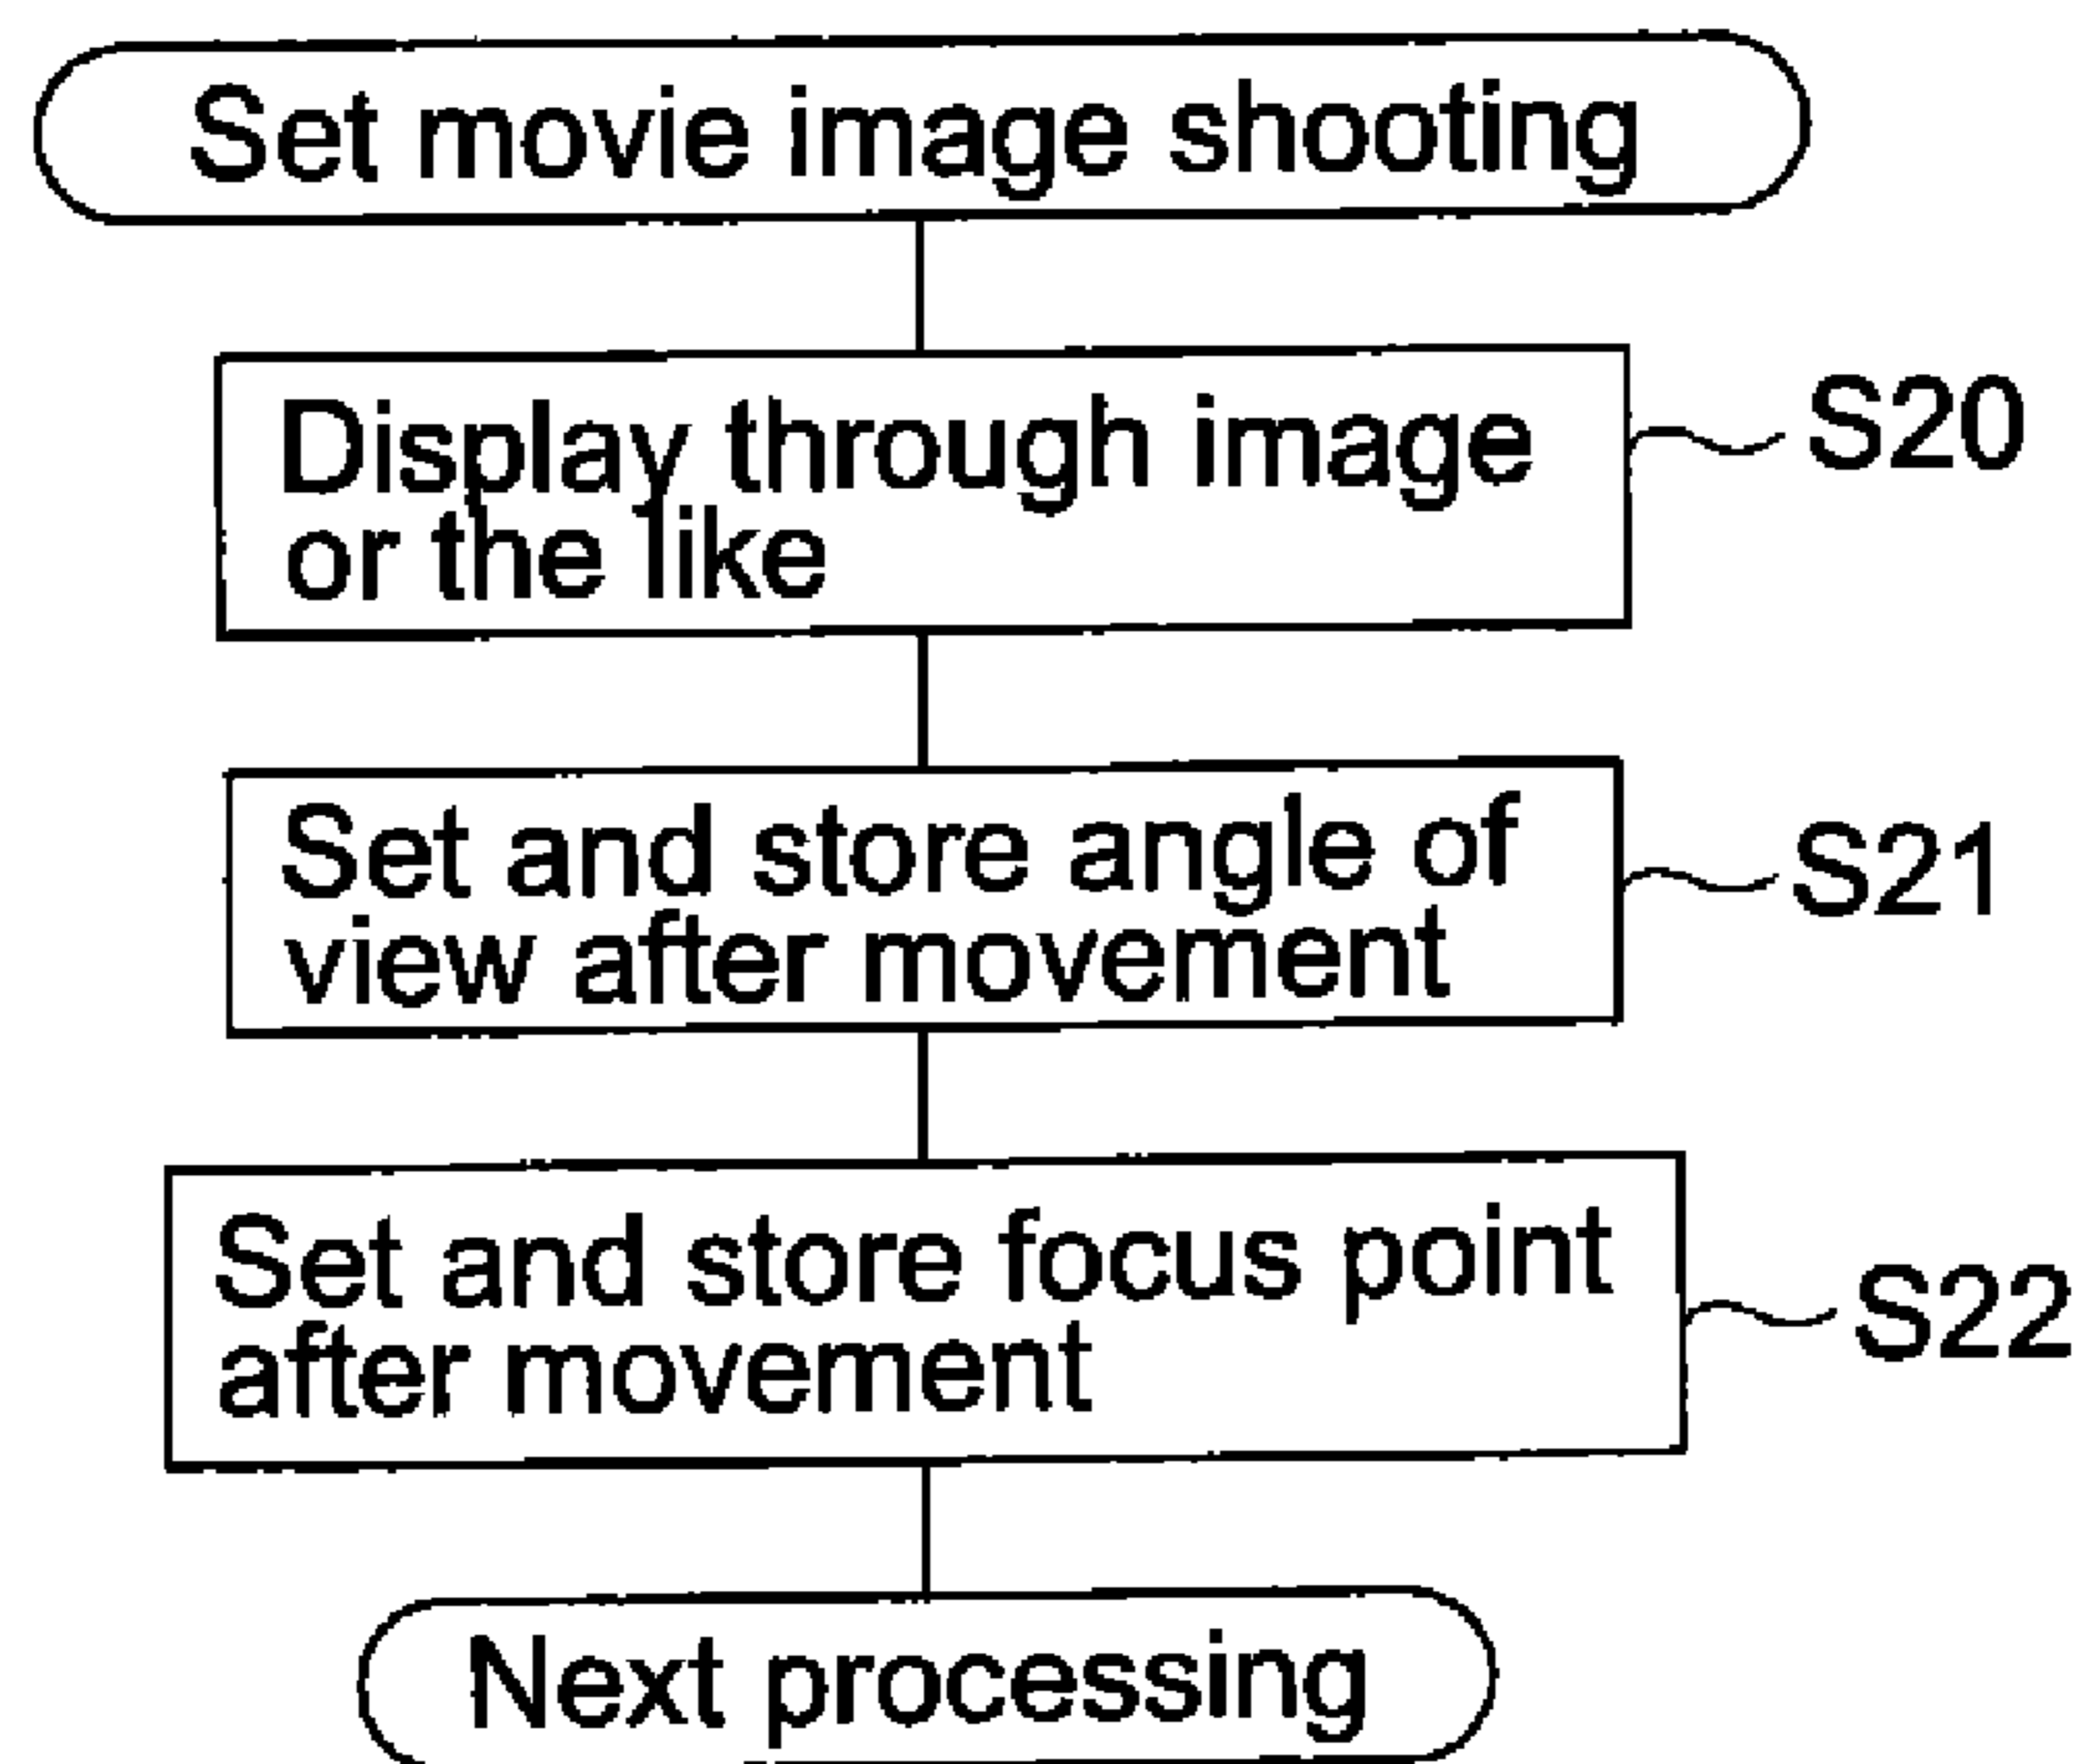 Set movie image shooting
Display through image
or the like
S20
Set and store angle of
view after movement
S21
Set and store focus point
after movement
S22
Next processing